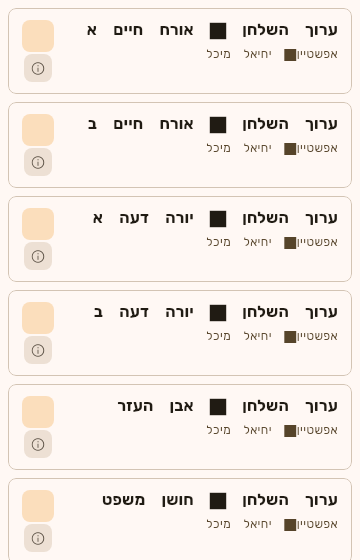 ערוך השלחן ■ אורח חיים א
אפשטיין■ יחיאל מיכל
ערוך השלחן ■ אורח חיים ב
אפשטיין■ יחיאל מיכל
ערוך השלחן ■ יורה דעה א
אפשטיין■ יחיאל מיכל
ערוך השלחן ■ יורה דעה ב
אפשטיין■ יחיאל מיכל
ערוך השלחן ■ אבן העזר
אפשטיין■ יחיאל מיכל
ערוך השלחן ■ חושן משפט
אפשטיין■ יחיאל מיכל